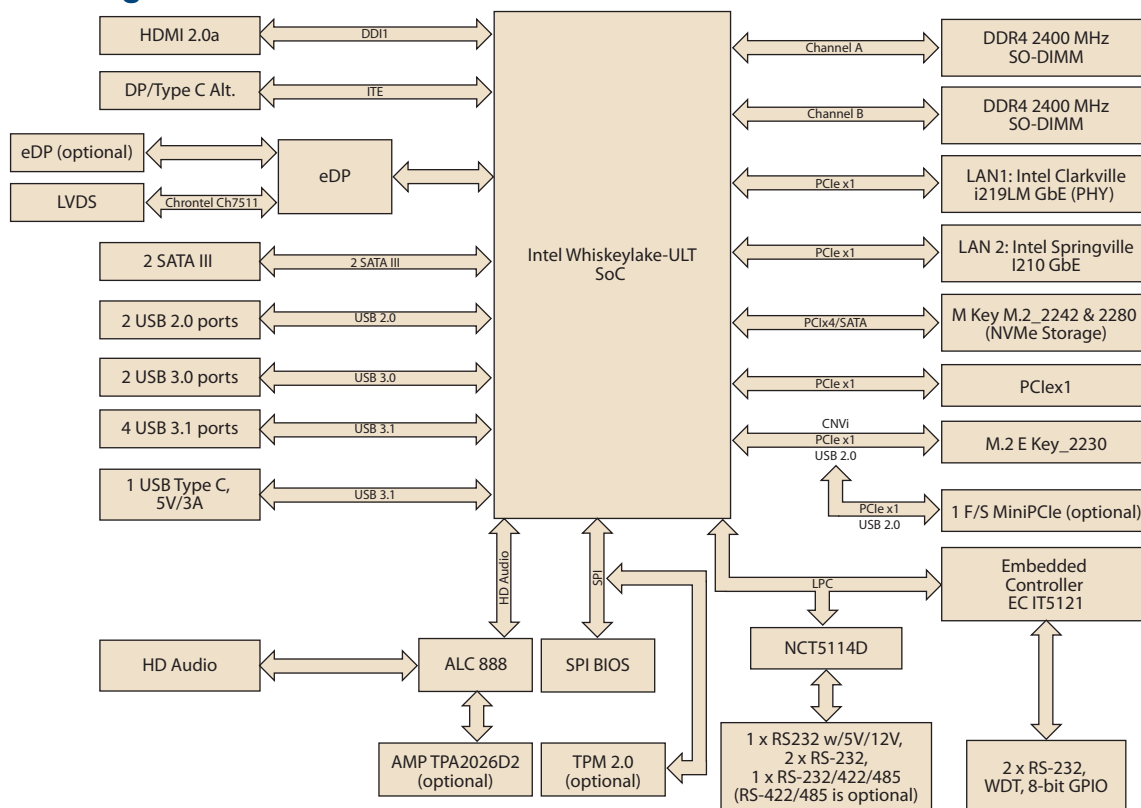 HDMI 2.0a
DDI1
DP/Type C Alt.
ITE
eDP (optional)
LVDS
Chrontel Ch7511
eDP
2 SATA III
2 SATA III
2 USB 2.0 ports
USB 2.0
2 USB 3.0 ports
USB 3.0
4 USB 3.1 ports
USB 3.1
1 USB Type C,
5V/3A
USB 3.1
Intel Whiskeylake-ULT
SoC
Channel A
DDR4 2400 MHz
SO-DIMM
Channel B
DDR4 2400 MHz
SO-DIMM
PCIe x1
LAN1: Intel Clarkville
i219LM GbE (PHY)
PCIe x1
LAN 2: Intel Springville
I210 GbE
PCIx4/SATA
M Key M.2_2242 & 2280
(NVMe Storage)
PCIe x1
PCIex1
CNVi
PCIe x1
USB 2.0
M.2 E Key_2230
PCIe x1
USB 2.0
1 F/S MiniPCIe (optional)
HD Audio
SPI
LPC
Embedded
Controller
EC IT5121
HD Audio
ALC 888
SPI BIOS
NCT5114D
AMP TPA2026D2
(optional)
TPM 2.0
(optional)
1 x RS232 w/5V/12V,
2 x RS-232,
1 x RS-232/422/485
(RS-422/485 is optional)
2 x RS-232,
WDT, 8-bit GPIO